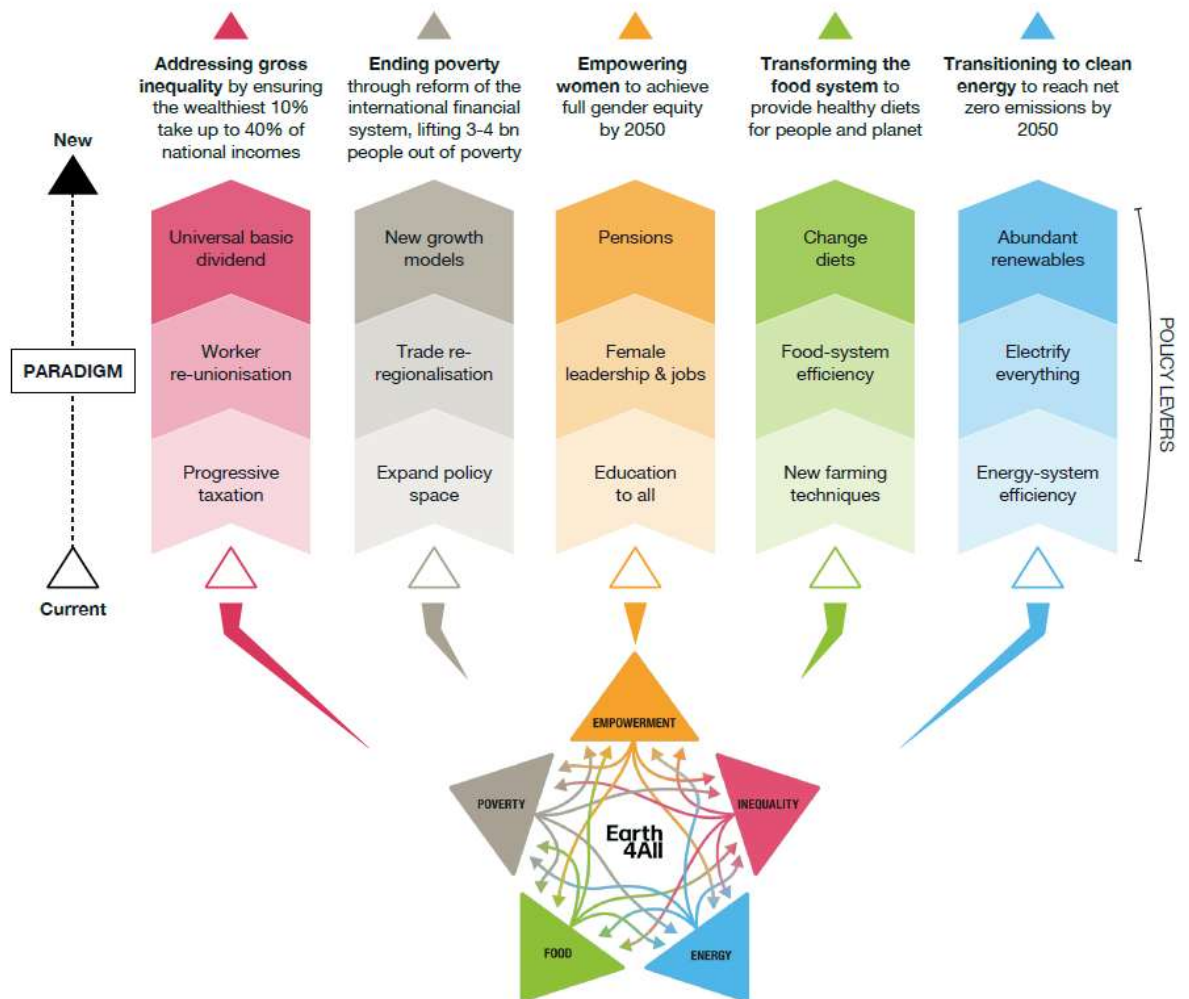 Addressing gross
inequality by ensuring
the wealthiest 10%
take up to 40% of
national incomes
Ending poverty
through reform of the
international financial
system, lifting 3-4 bn
people out of poverty
Empowering
women to achieve
full gender equity
by 2050
Transforming the
food system to
provide healthy diets
for people and planet
Transitioning to clean
energy to reach net
zero emissions by
2050
New
PARADIGM
Current
Universal basic
dividend
New growth
models
Pensions
Change
diets
Abundant
renewables
Worker
re-unionisation
Trade re-
regionalisation
Female
leadership & jobs
Food-system
efficiency
Electrify
everything
Progressive
taxation
Expand policy
space
Education
to all
New farming
techniques
Energy-system
efficiency
POLICY LEVERS
EMPOWERMENT
POVERTY
INEQUALITY
Earth
4All
FOOD
ENERGY